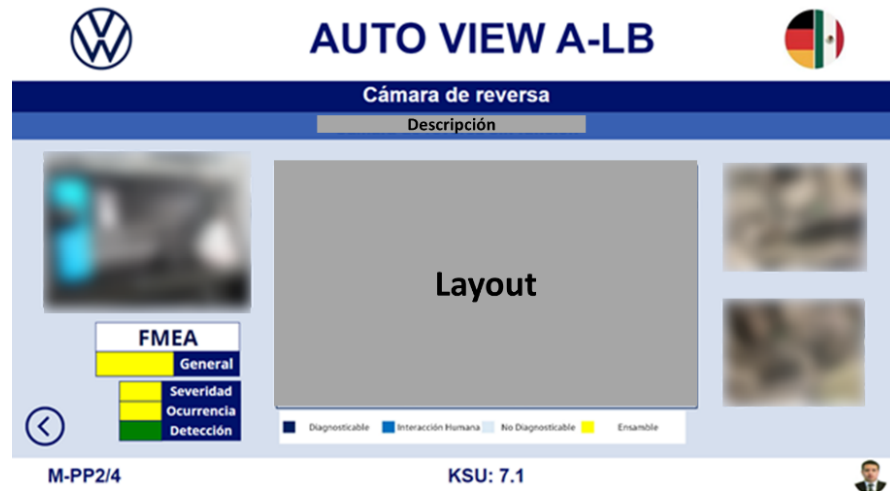 AUTO VIEW A-LB
Cámara de reversa
Descripción
Layout
FMEA
General
Severidad
Ocurrencia
Detección
Diagnosticable Interacción Humana No Diagnosticable Ensamble
M-PP2/4 KSU: 7.1